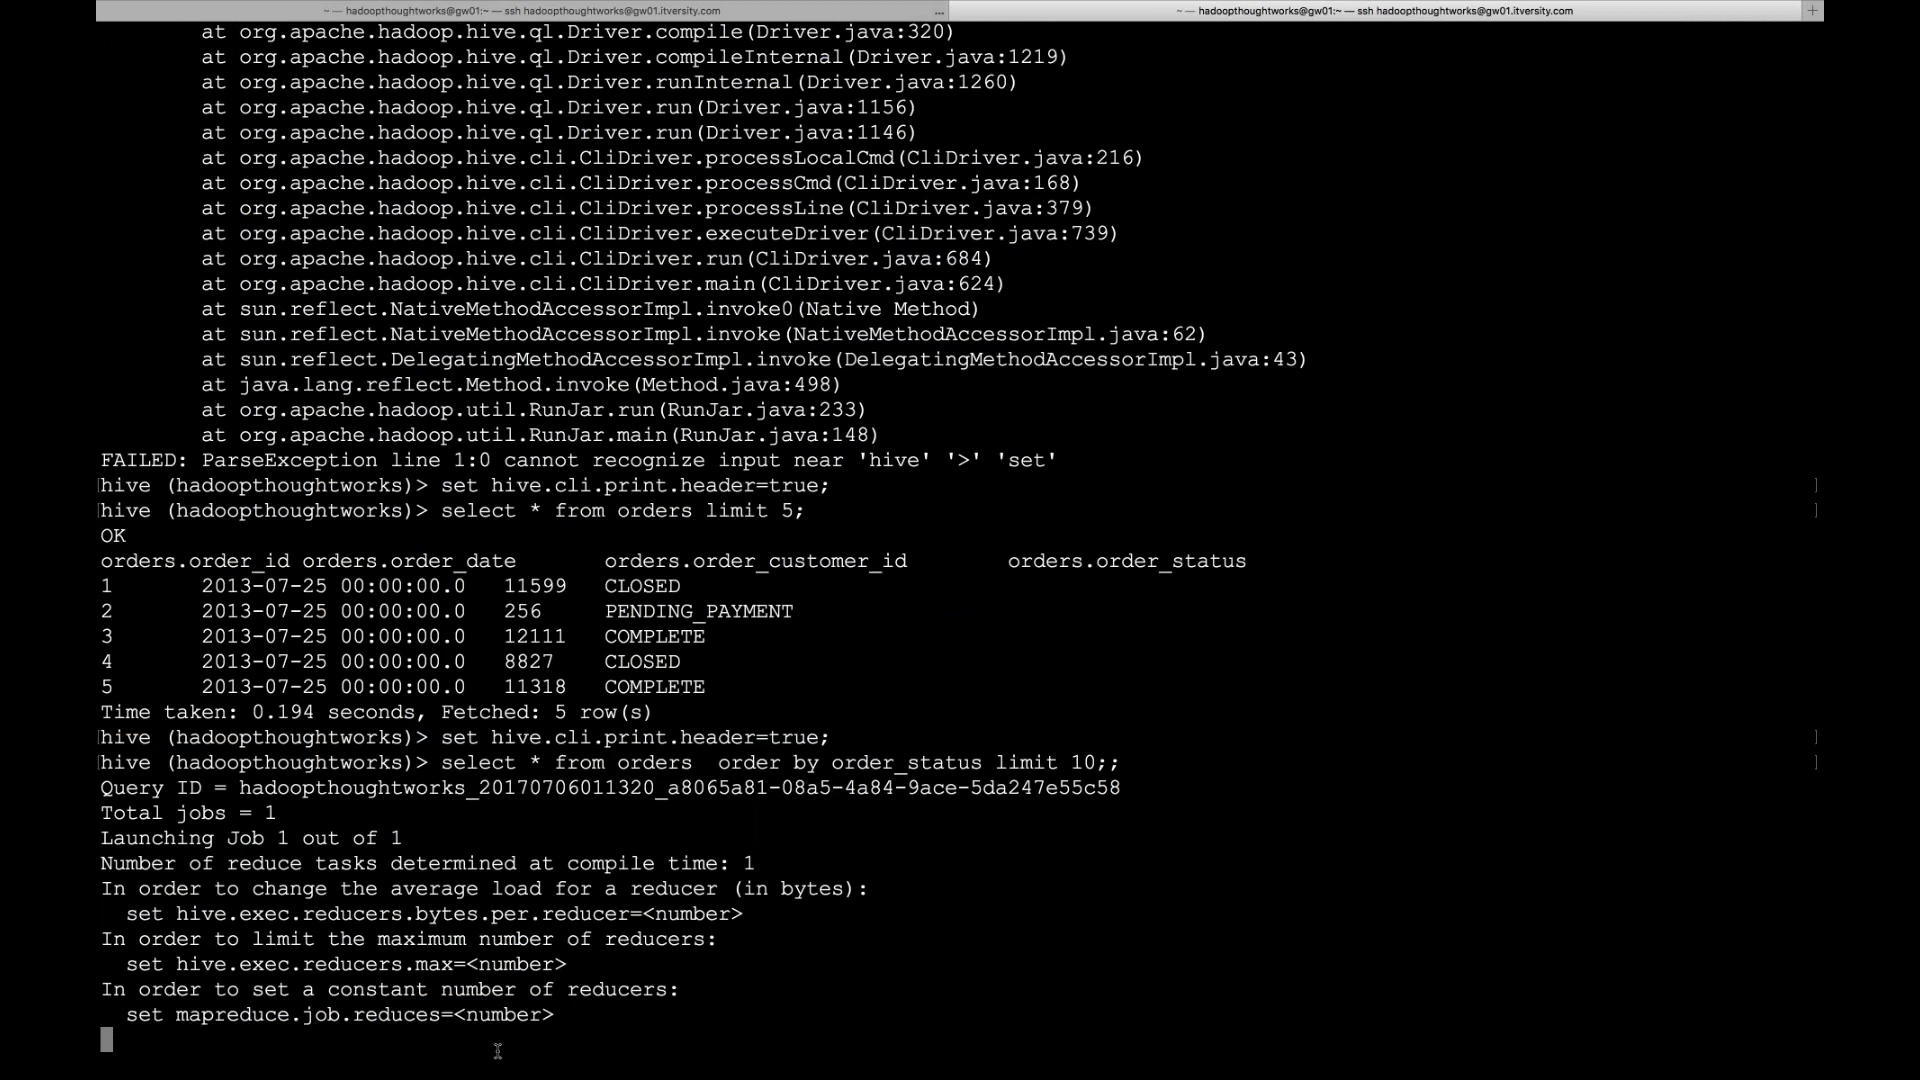 ~ — hadoopthoughtworks@gw01:~ — ssh hadoopthoughtworks@gw01.itversity.com ... ~ — hadoopthoughtworks@gw01:~ — ssh hadoopthoughtworks@gw01.itversity.com +
at org.apache.hadoop.hive.ql.Driver.compile(Driver.java:320)
at org.apache.hadoop.hive.ql.Driver.compileInternal(Driver.java:1219)
at org.apache.hadoop.hive.ql.Driver.runInternal(Driver.java:1260)
at org.apache.hadoop.hive.ql.Driver.run(Driver.java:1156)
at org.apache.hadoop.hive.ql.Driver.run(Driver.java:1146)
at org.apache.hadoop.hive.cli.CliDriver.processLocalCmd(CliDriver.java:216)
at org.apache.hadoop.hive.cli.CliDriver.processCmd(CliDriver.java:168)
at org.apache.hadoop.hive.cli.CliDriver.processLine(CliDriver.java:379)
at org.apache.hadoop.hive.cli.CliDriver.executeDriver(CliDriver.java:739)
at org.apache.hadoop.hive.cli.CliDriver.run(CliDriver.java:684)
at org.apache.hadoop.hive.cli.CliDriver.main(CliDriver.java:624)
at sun.reflect.NativeMethodAccessorImpl.invoke0(Native Method)
at sun.reflect.NativeMethodAccessorImpl.invoke(NativeMethodAccessorImpl.java:62)
at sun.reflect.DelegatingMethodAccessorImpl.invoke(DelegatingMethodAccessorImpl.java:43)
at java.lang.reflect.Method.invoke(Method.java:498)
at org.apache.hadoop.util.RunJar.run(RunJar.java:233)
at org.apache.hadoop.util.RunJar.main(RunJar.java:148)
FAILED: ParseException line 1:0 cannot recognize input near 'hive' '>' 'set'
hive (hadoopthoughtworks)> set hive.cli.print.header=true;
hive (hadoopthoughtworks)> select * from orders limit 5;
OK
orders.order_id orders.order_date orders.order_customer_id orders.order_status
1 2013-07-25 00:00:00.0 11599 CLOSED
2 2013-07-25 00:00:00.0 256 PENDING_PAYMENT
3 2013-07-25 00:00:00.0 12111 COMPLETE
4 2013-07-25 00:00:00.0 8827 CLOSED
5 2013-07-25 00:00:00.0 11318 COMPLETE
Time taken: 0.194 seconds, Fetched: 5 row(s)
hive (hadoopthoughtworks)> set hive.cli.print.header=true;
hive (hadoopthoughtworks)> select * from orders  order by order_status limit 10;;
Query ID = hadoopthoughtworks_20170706011320_a8065a81-08a5-4a84-9ace-5da247e55c58
Total jobs = 1
Launching Job 1 out of 1
Number of reduce tasks determined at compile time: 1
In order to change the average load for a reducer (in bytes):
set hive.exec.reducers.bytes.per.reducer=<number>
In order to limit the maximum number of reducers:
set hive.exec.reducers.max=<number>
In order to set a constant number of reducers:
set mapreduce.job.reduces=<number>